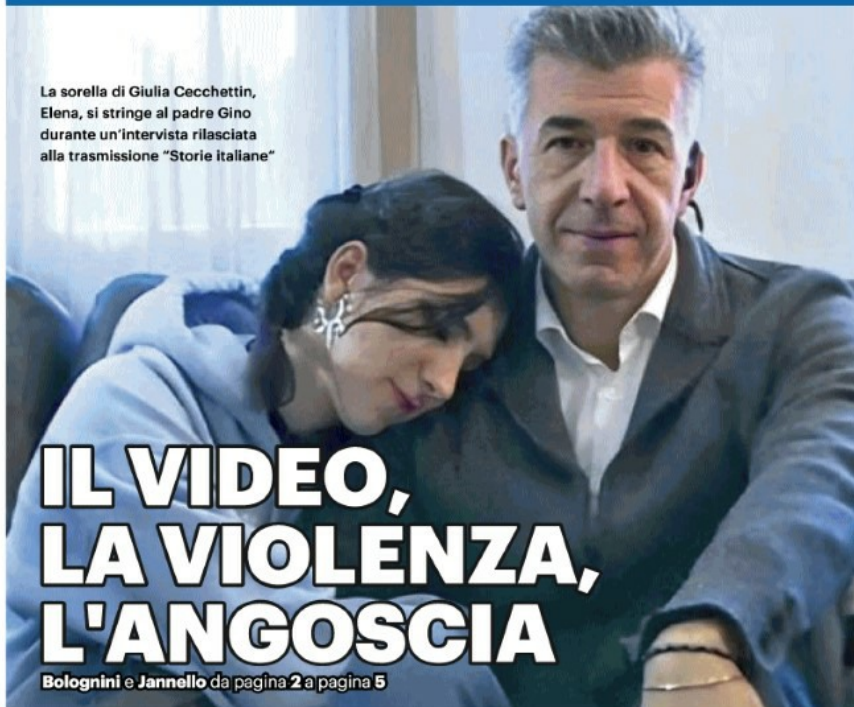 La sorella di Giulia Cecchettin,
Elena, si stringe al padre Gino
durante un'intervista rilasciata
alla trasmissione "Storie italiane"
IL VIDEO,
LA VIOLENZA,
L'ANGOSCIA
Bolognini e Jannello da pagina 2 a pagina 5